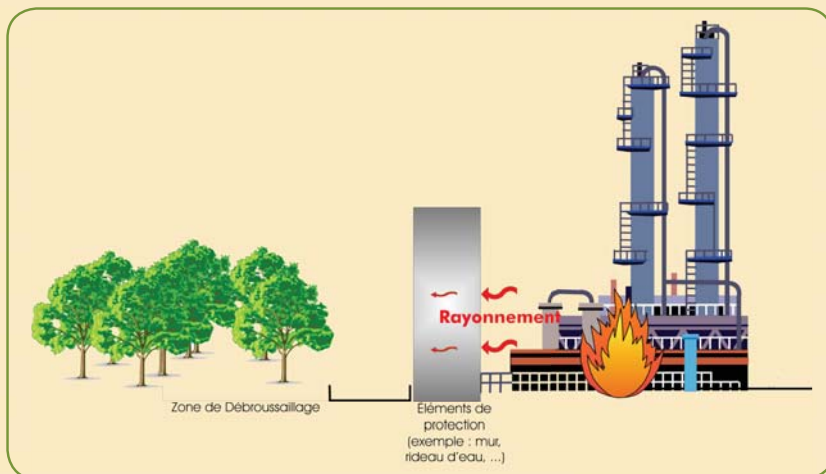 Rayonnement
Zone de Débroussaillage
Éléments de
protection
(exemple : mur,
rideau d'eau, ...)